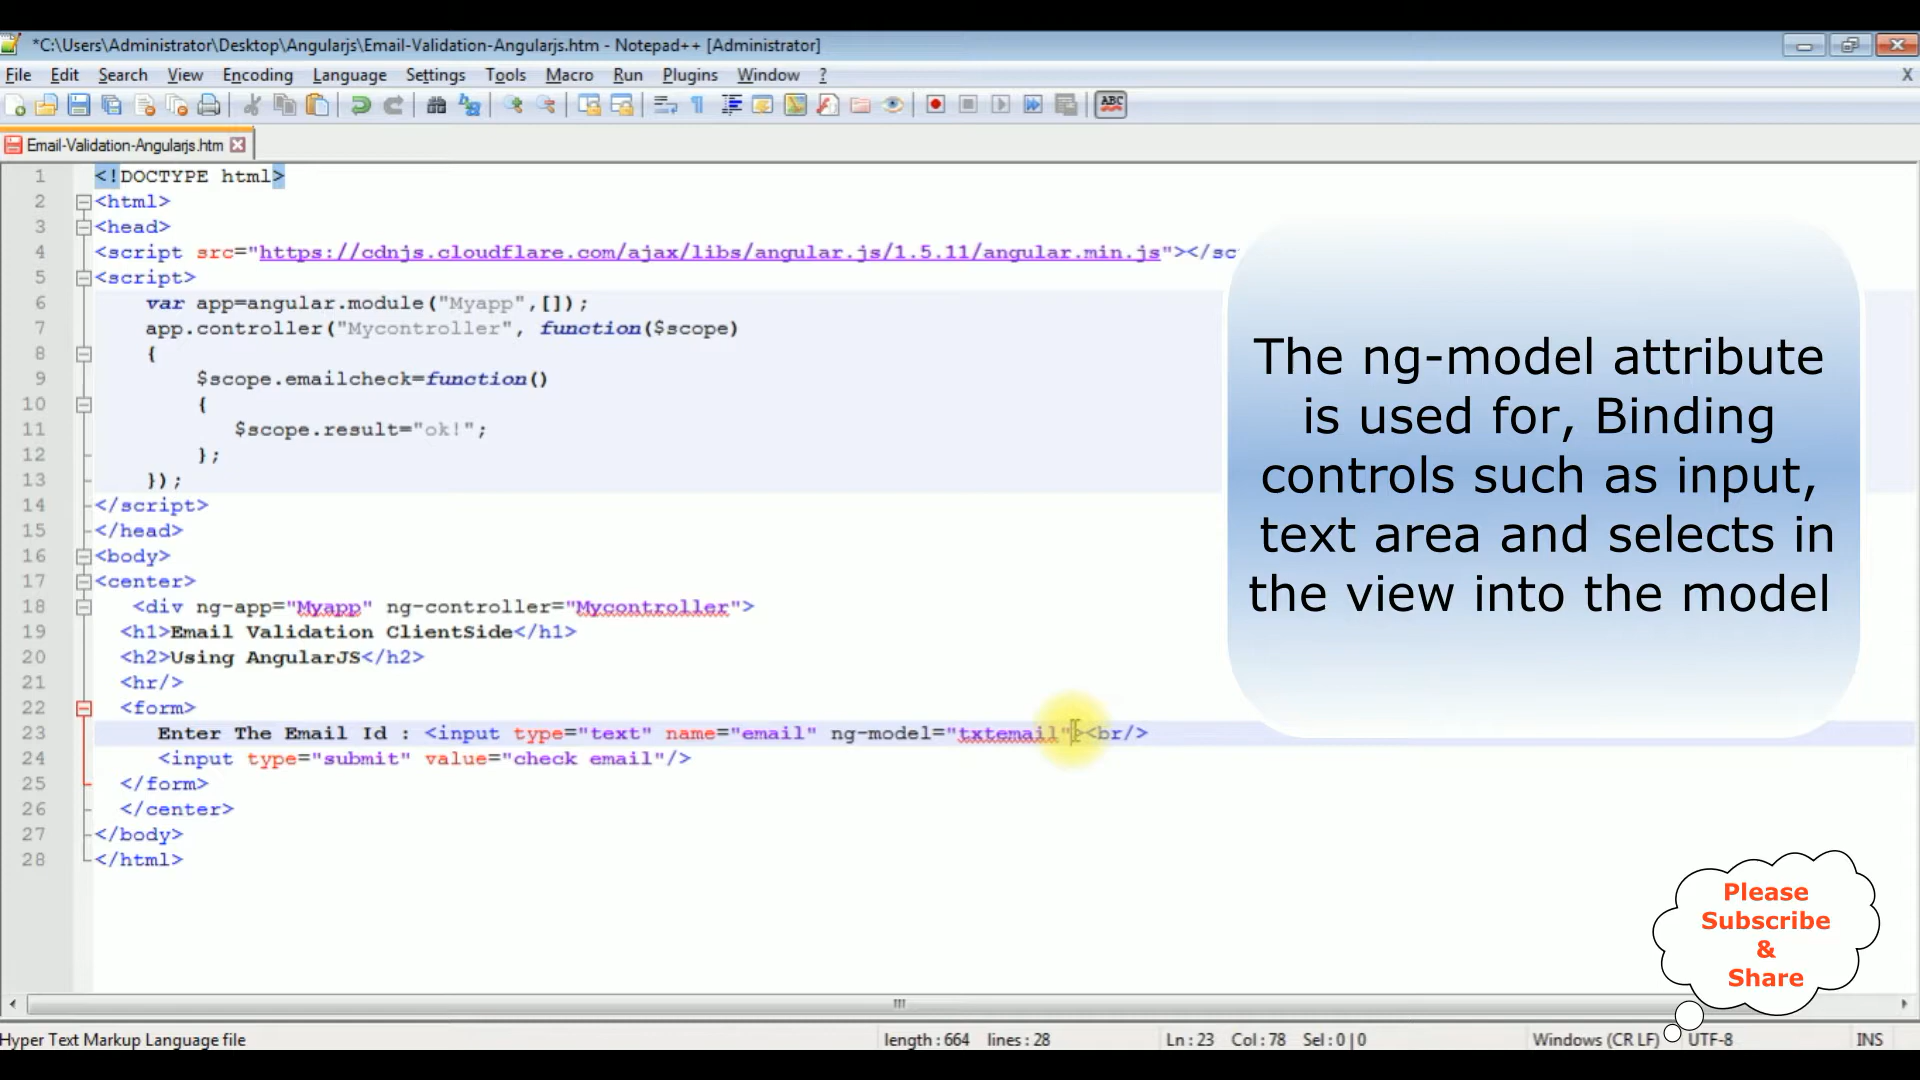 *C:\Users\Administrator\Desktop\Angularjs\Email-Validation-Angularjs.htm - Notepad++ [Administrator]
File Edit Search View Encoding Language Settings Tools Macro Run Plugins Window ? X
ABC
Email-Validation-Angularjs.htm
1 <!DOCTYPE html>
2 <html>
3 <head>
4 <script src="https://cdnjs.cloudflare.com/ajax/libs/angular.js/1.5.11/angular.min.js"></sc
5 <script>
6 var app=angular.module("Myapp",[]);
7 app.controller("Mycontroller", function($scope)
8 {
9 $scope.emailcheck=function()
10 {
11 $scope.result="ok!";
12 };
13 });
14 </script>
15 </head>
16 <body>
17 <center>
18 <div ng-app="Myapp" ng-controller="Mycontroller">
19 <h1>Email Validation ClientSide</h1>
20 <h2>Using AngularJS</h2>
21 <hr/>
22 <form>
23 Enter The Email Id : <input type="text" name="email" ng-model="txtemail"><br/>
24 <input type="submit" value="check email"/>
25 </form>
26 </center>
27 </body>
28 </html>
The ng-model attribute
is used for, Binding
controls such as input,
text area and selects in
the view into the model
Please
Subscribe
&
Share
Hyper Text Markup Language file length : 664 lines : 28 Ln : 23 Col : 78 Sel : 0 | 0 Windows (CR LF) UTF-8 INS